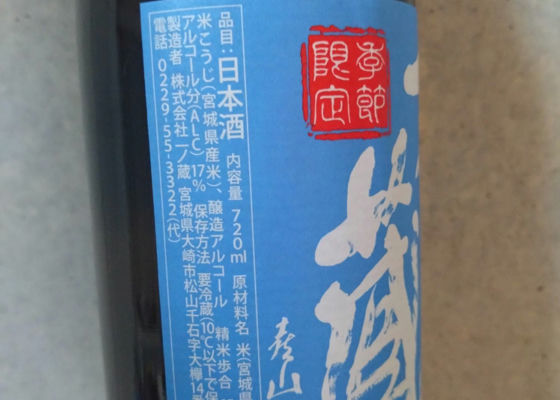 季節
限定
蔵
品目:日本酒 内容量 720ml 原材料名 米(宮城県
米こうじ(宮城県産米)、醸造アルコール 精米歩合
アルコール分(ALC) 17% 保存方法 要冷蔵(10℃以下で保
製造者 株式会社一ノ蔵 宮城県大崎市松山千石字大欅14
電話 0229-55-3322(代)